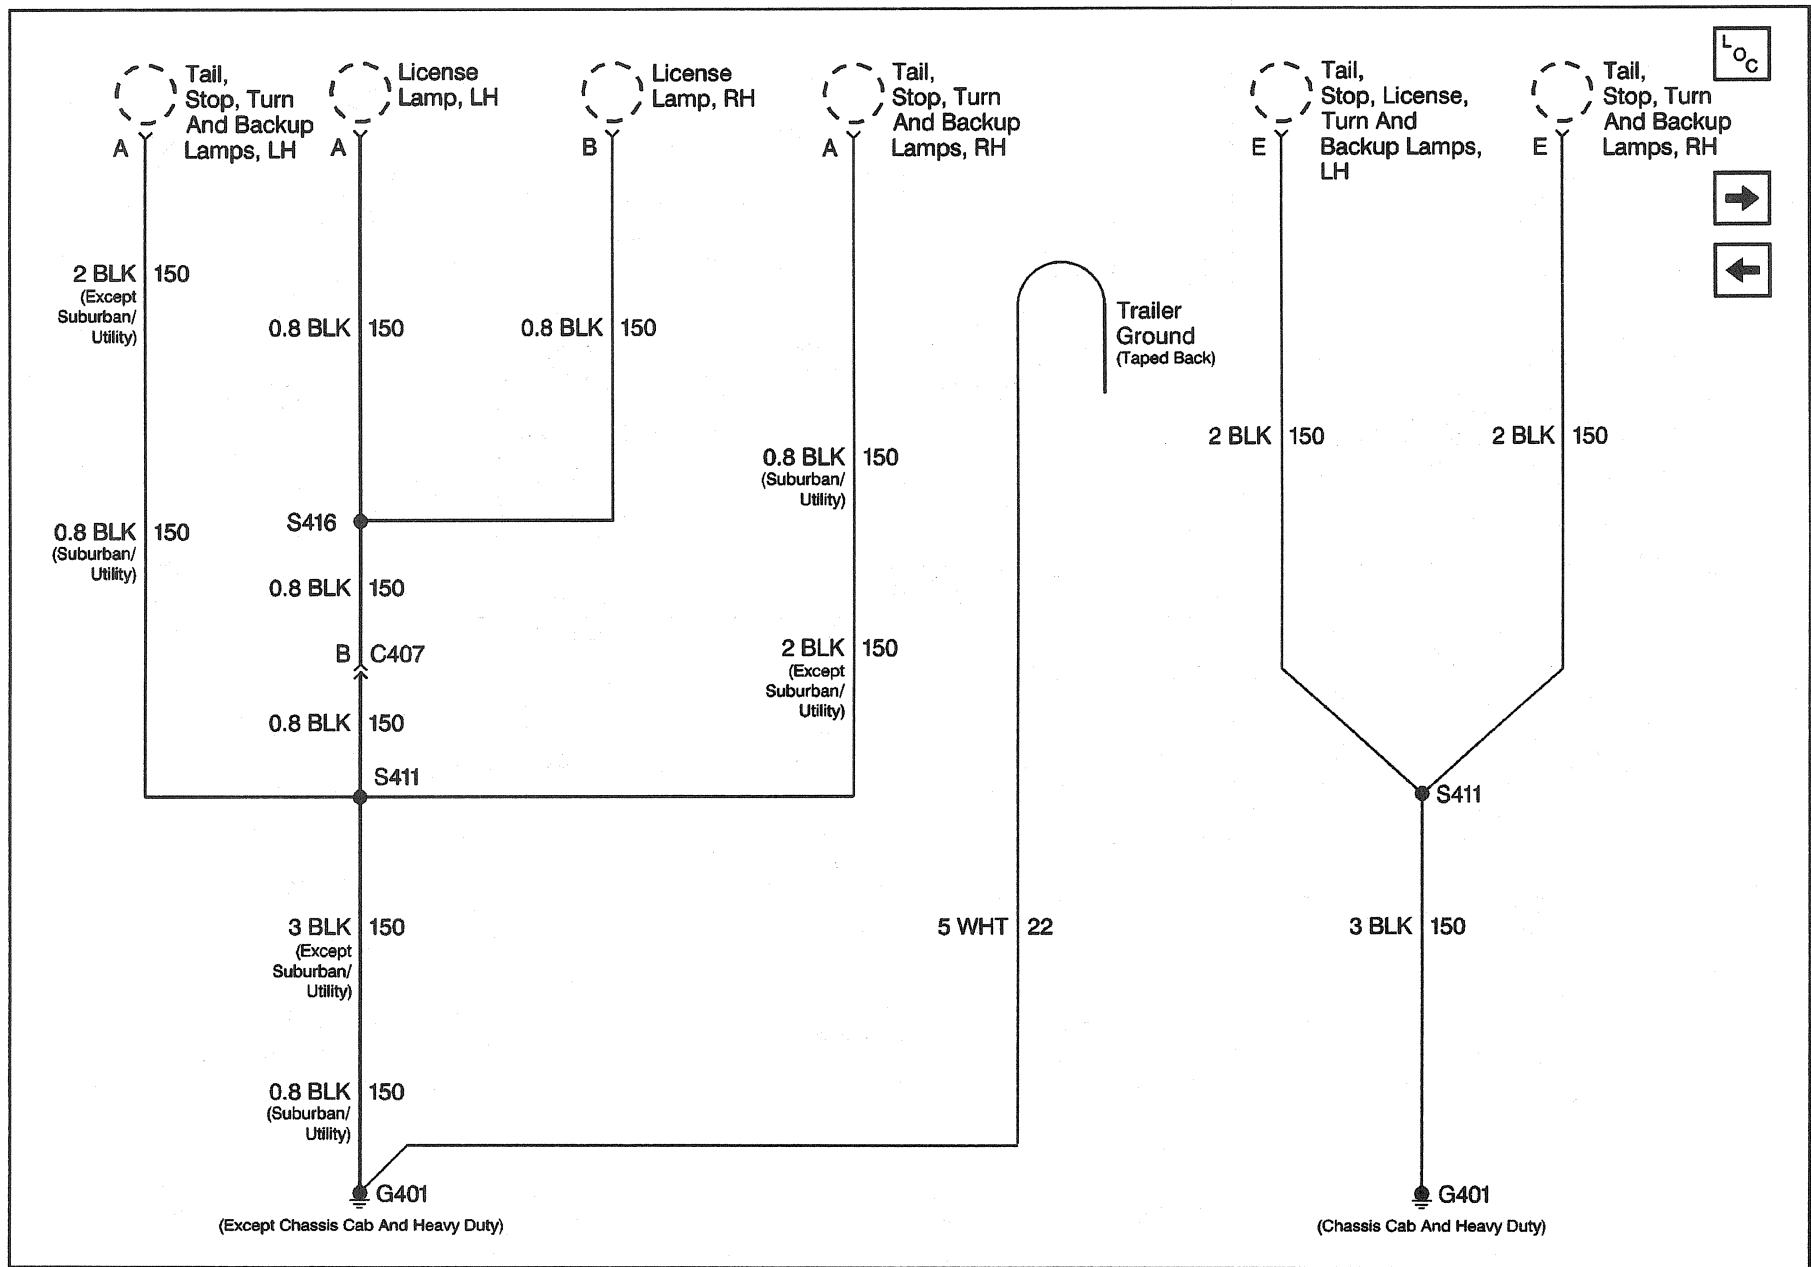 Tail,
Stop, Turn
And Backup
Lamps, LH
A
License
Lamp, LH
A
License
Lamp, RH
B
Tail,
Stop, Turn
And Backup
Lamps, RH
A
Tail,
Stop, License,
Turn And
Backup Lamps,
LH
E
Tail,
Stop, Turn
And Backup
Lamps, RH
E
LOC
2 BLK 150
(Except
Suburban/
Utility)
0.8 BLK 150
(Suburban/
Utility)
0.8 BLK 150
0.8 BLK 150
S416
0.8 BLK 150
B C407
0.8 BLK 150
S411
0.8 BLK 150
(Suburban/
Utility)
2 BLK 150
(Except
Suburban/
Utility)
Trailer
Ground
(Taped Back)
5 WHT 22
3 BLK 150
(Except
Suburban/
Utility)
0.8 BLK 150
(Suburban/
Utility)
G401
(Except Chassis Cab And Heavy Duty)
2 BLK 150
2 BLK 150
S411
3 BLK 150
G401
(Chassis Cab And Heavy Duty)